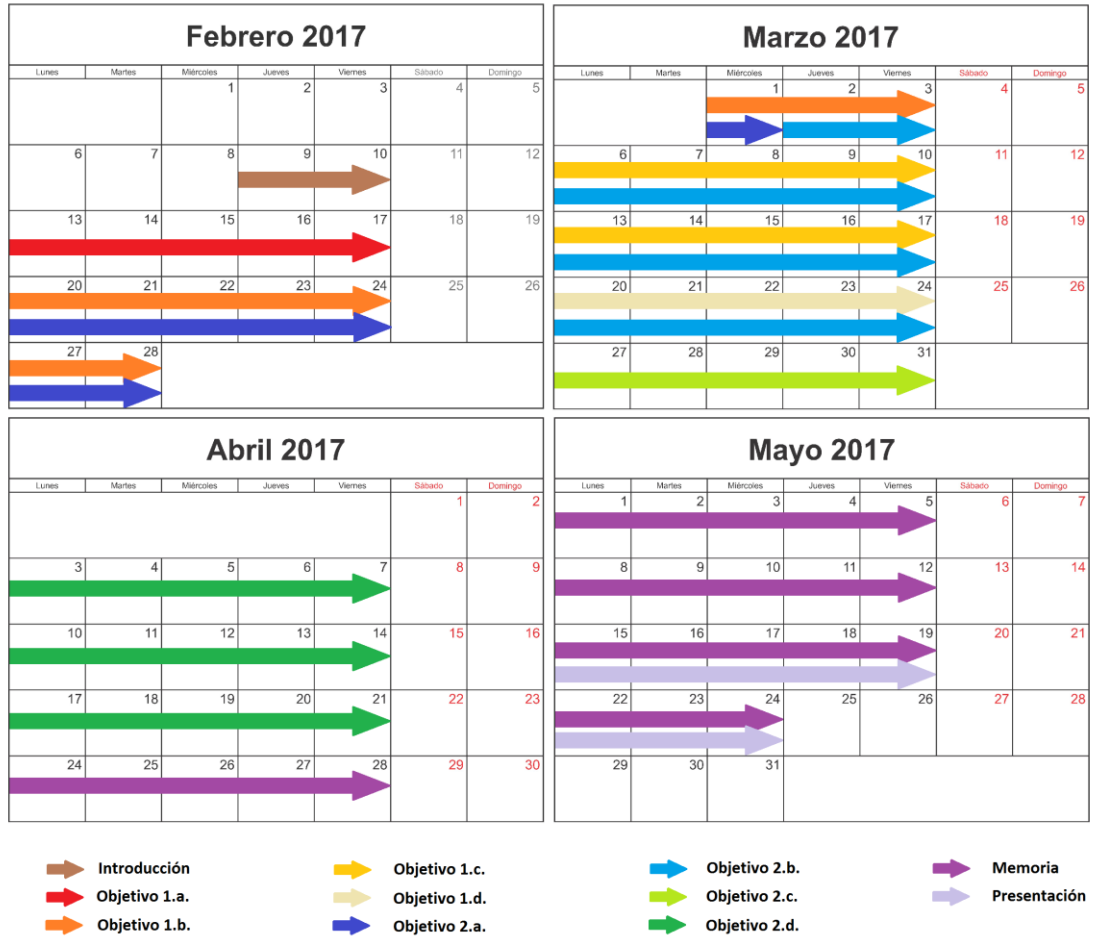 Febrero 2017
Lunes Martes Miércoles Jueves Viernes Sábado Domingo
1 2 3 4 5
6 7 8 9 10 11 12
13 14 15 16 17 18 19
20 21 22 23 24 25 26
27 28
Marzo 2017
Lunes Martes Miércoles Jueves Viernes Sábado Domingo
1 2 3 4 5
6 7 8 9 10 11 12
13 14 15 16 17 18 19
20 21 22 23 24 25 26
27 28 29 30 31
Abril 2017
Lunes Martes Miércoles Jueves Viernes Sábado Domingo
1 2
3 4 5 6 7 8 9
10 11 12 13 14 15 16
17 18 19 20 21 22 23
24 25 26 27 28 29 30
Mayo 2017
Lunes Martes Miércoles Jueves Viernes Sábado Domingo
1 2 3 4 5 6 7
8 9 10 11 12 13 14
15 16 17 18 19 20 21
22 23 24 25 26 27 28
29 30 31
Introducción
Objetivo 1.a.
Objetivo 1.b.
Objetivo 1.c.
Objetivo 1.d.
Objetivo 2.a.
Objetivo 2.b.
Objetivo 2.c.
Objetivo 2.d.
Memoria
Presentación